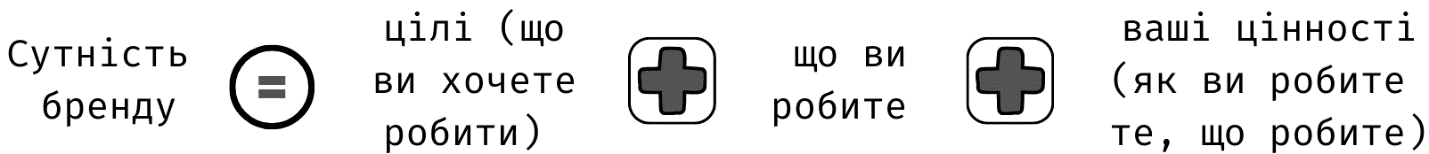 Сутність
бренду
=
цілі (що
ви хочете
робити)
що ви
робите
ваші цінності
(як ви робите
те, що робите)